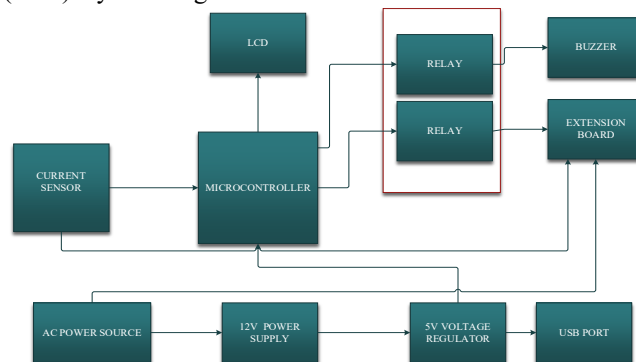 LCD
RELAY
BUZZER
RELAY
EXTENSION
BOARD
CURRENT
SENSOR
MICROCONTROLLER
AC POWER SOURCE
12V POWER
SUPPLY
5V VOLTAGE
REGULATOR
USB PORT